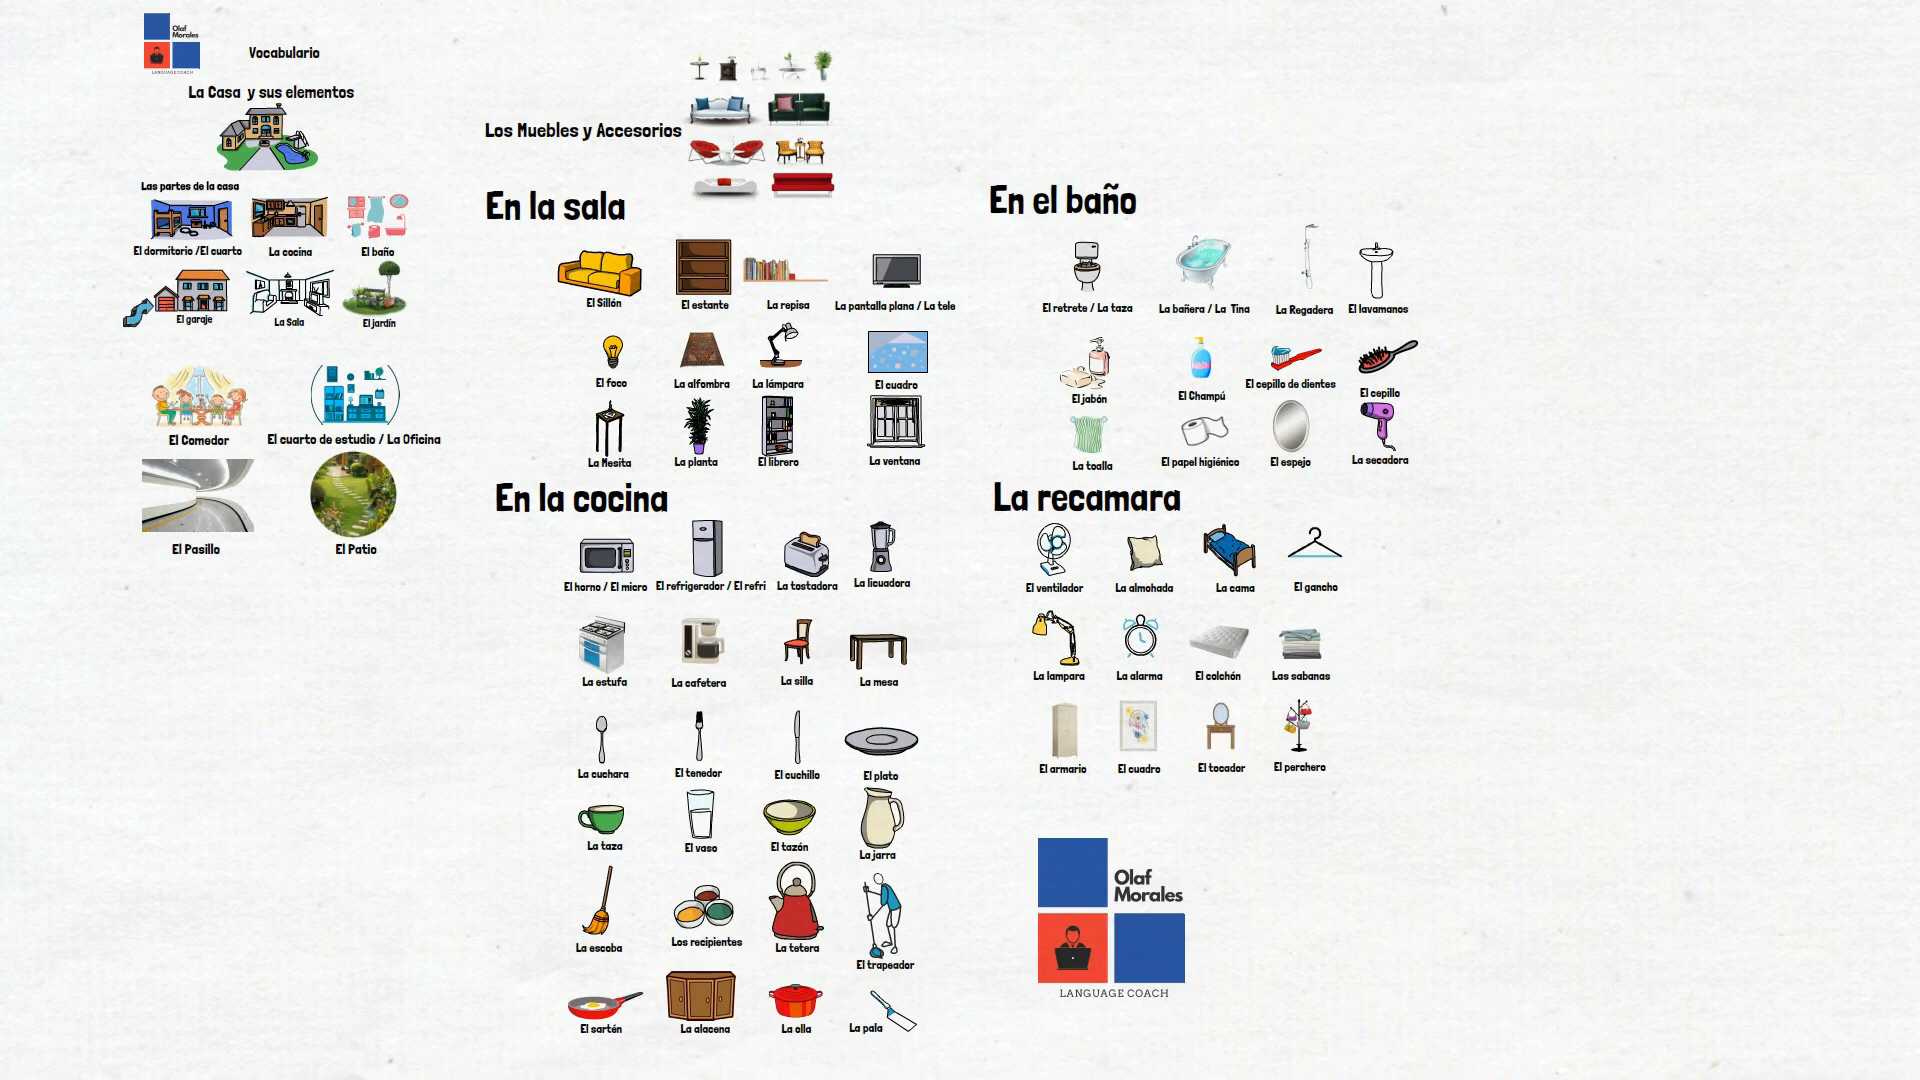 Olaf
Morales
LANGUAGE COACH
Vocabulario
La Casa y sus elementos
Las partes de la casa
El dormitorio /El cuarto
La cocina
El baño
El garaje
La Sala
El jardín
El Comedor
El cuarto de estudio / La Oficina
El Pasillo
El Patio
Los Muebles y Accesorios
En la sala
El Sillón
El estante
La repisa
La pantalla plana / La tele
El foco
La alfombra
La lámpara
El cuadro
La Mesita
La planta
El librero
La ventana
En la cocina
El horno / El micro
El refrigerador / El refri
La tostadora
La licuadora
La estufa
La cafetera
La silla
La mesa
La cuchara
El tenedor
El cuchillo
El plato
La taza
El vaso
El tazón
La jarra
La escoba
Los recipientes
La tetera
El trapeador
El sartén
La alacena
La olla
La pala
En el baño
El retrete / La taza
La bañera / La Tina
La Regadera
El lavamanos
El jabón
El Champú
El cepillo de dientes
El cepillo
La toalla
El papel higiénico
El espejo
La secadora
La recamara
El ventilador
La almohada
La cama
El gancho
La lampara
La alarma
El colchón
Las sabanas
El armario
El cuadro
El tocador
El perchero
Olaf
Morales
LANGUAGE COACH